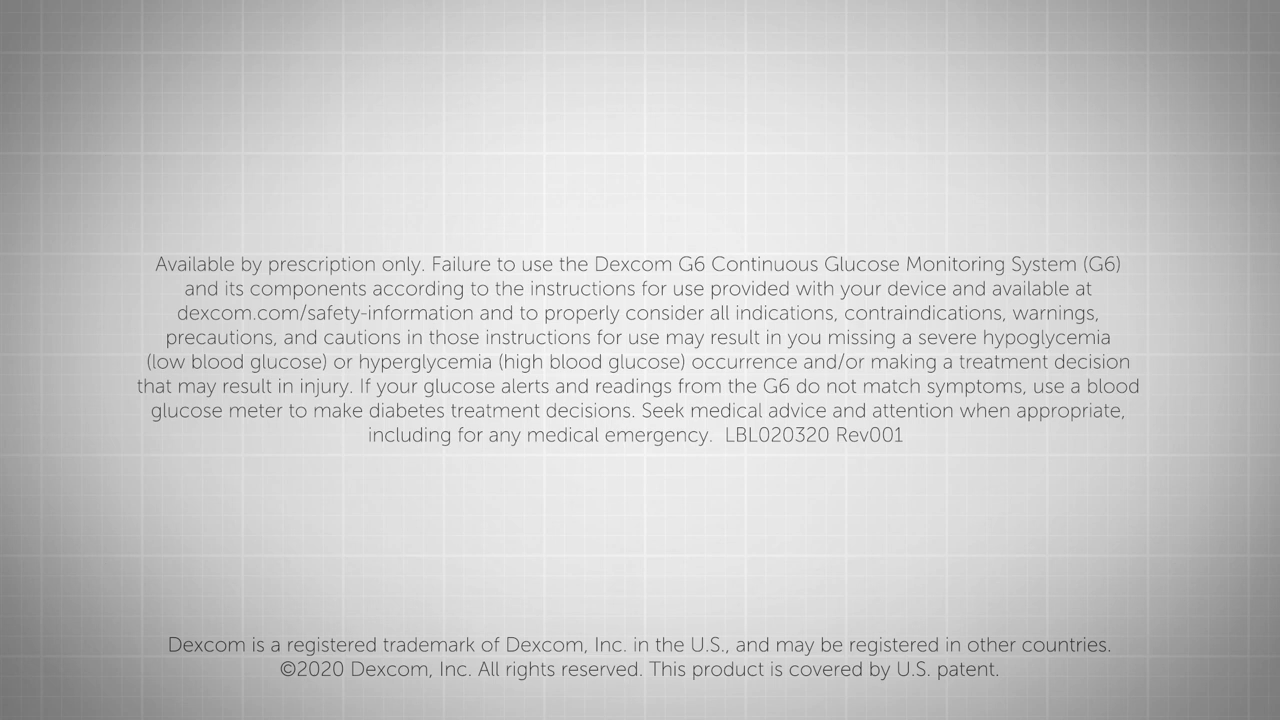 Available by prescription only. Failure to use the Dexcom G6 Continuous Glucose Monitoring System (G6)
and its components according to the instructions for use provided with your device and available at
dexcom.com/safety-information and to properly consider all indications, contraindications, warnings,
precautions, and cautions in those instructions for use may result in you missing a severe hypoglycemia
(low blood glucose) or hyperglycemia (high blood glucose) occurrence and/or making a treatment decision
that may result in injury. If your glucose alerts and readings from the G6 do not match symptoms, use a blood
glucose meter to make diabetes treatment decisions. Seek medical advice and attention when appropriate,
including for any medical emergency. LBL020320 Rev001
Dexcom is a registered trademark of Dexcom, Inc. in the U.S., and may be registered in other countries.
©2020 Dexcom, Inc. All rights reserved. This product is covered by U.S. patent.